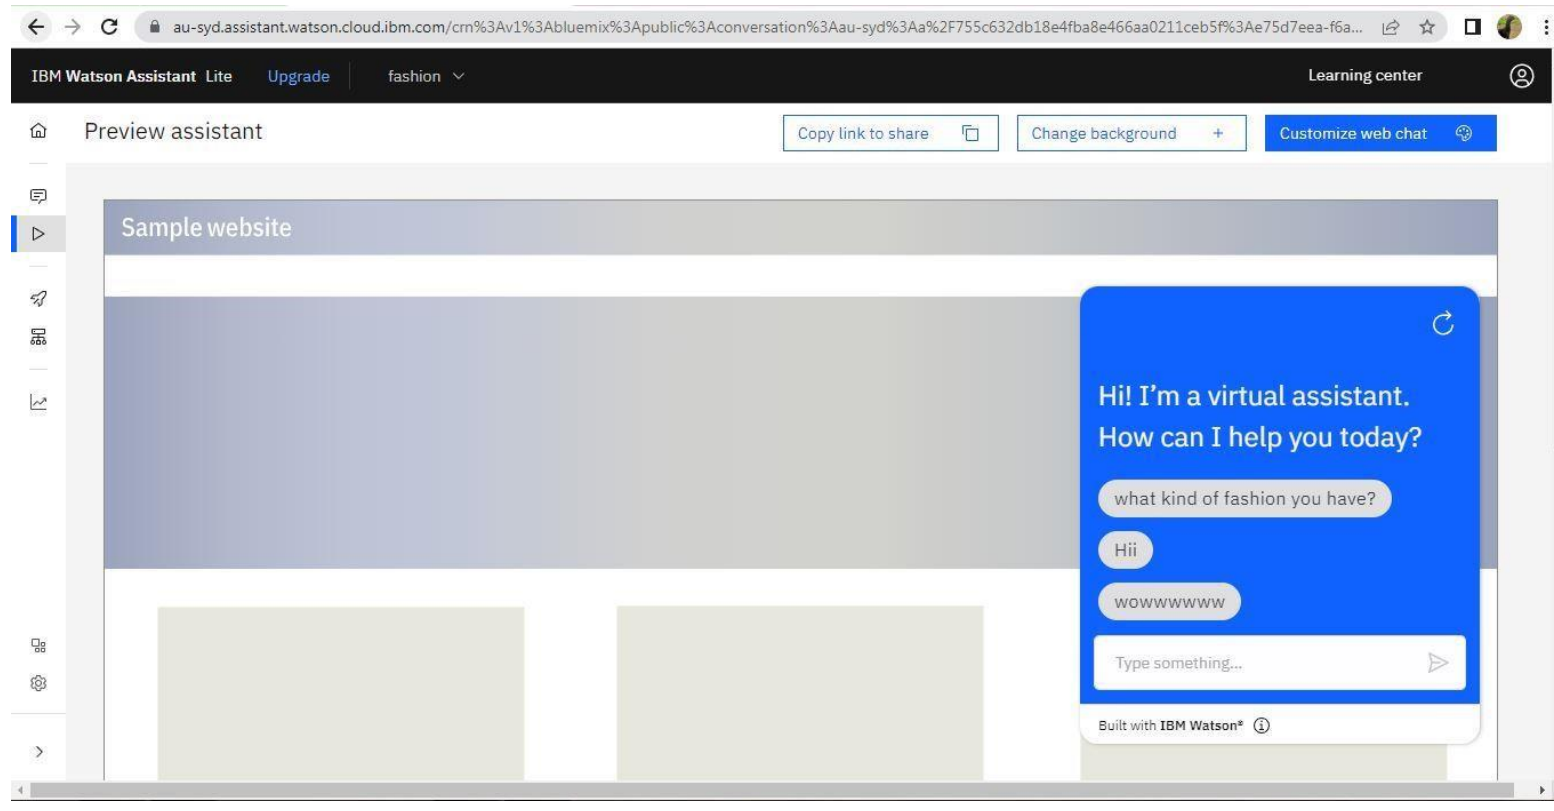 au-syd.assistant.watson.cloud.ibm.com/crn%3Av1%3Abluemix%3Apublic%3Aconversation%3Aau-syd%3Aa%2F755c632db18e4fba8e466aa0211ceb5f%3Ae75d7eea-f6a...
IBM Watson Assistant Lite Upgrade fashion Learning center
Preview assistant Copy link to share Change background + Customize web chat
Sample website
Hi! I'm a virtual assistant.
How can I help you today?
what kind of fashion you have?
Hii
wowwwwww
Type something...
Built with IBM Watson®